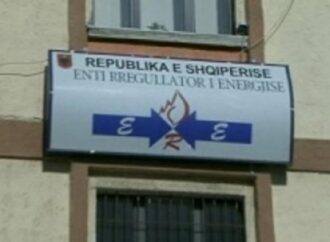 REPUBLIKA E SHQIPERISE
ENTI RREGULLATOR I ENERGJISE
E R E